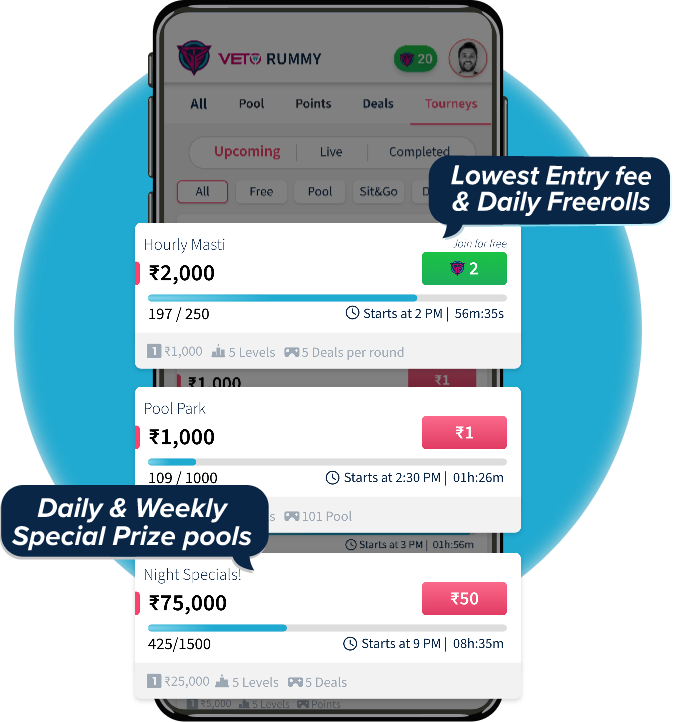 VETO RUMMY
20
All Pool Points Deals Tourneys
Upcoming | Live | Completed
All Free Pool Sit&Go D
Lowest Entry fee
& Daily Freerolls
Hourly Masti
Join for free
₹2,000
2
197 / 250
Starts at 2 PM | 56m:35s
1 ₹1,000 5 Levels 5 Deals per round
₹1,000
₹1
Pool Park
₹1,000
₹1
109 / 1000
Starts at 2:30 PM | 01h:26m
101 Pool
Daily & Weekly
Special Prize pools
Starts at 3 PM | 01h:56m
Night Specials!
₹75,000
₹50
425/1500
Starts at 9 PM | 08h:35m
1 ₹25,000 5 Levels 5 Deals
1 ₹5,000 5 Levels Points